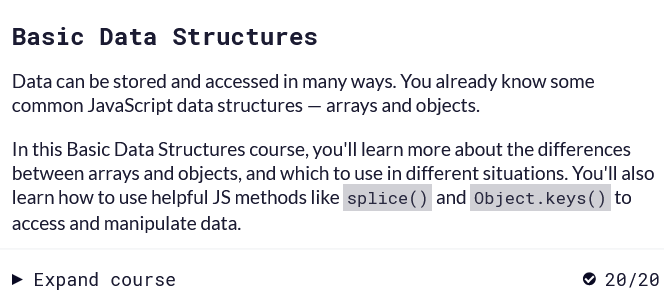 Basic Data Structures
Data can be stored and accessed in many ways. You already know some
common JavaScript data structures — arrays and objects.
In this Basic Data Structures course, you'll learn more about the differences
between arrays and objects, and which to use in different situations. You'll also
learn how to use helpful JS methods like splice() and Object.keys() to
access and manipulate data.
Expand course 20/20